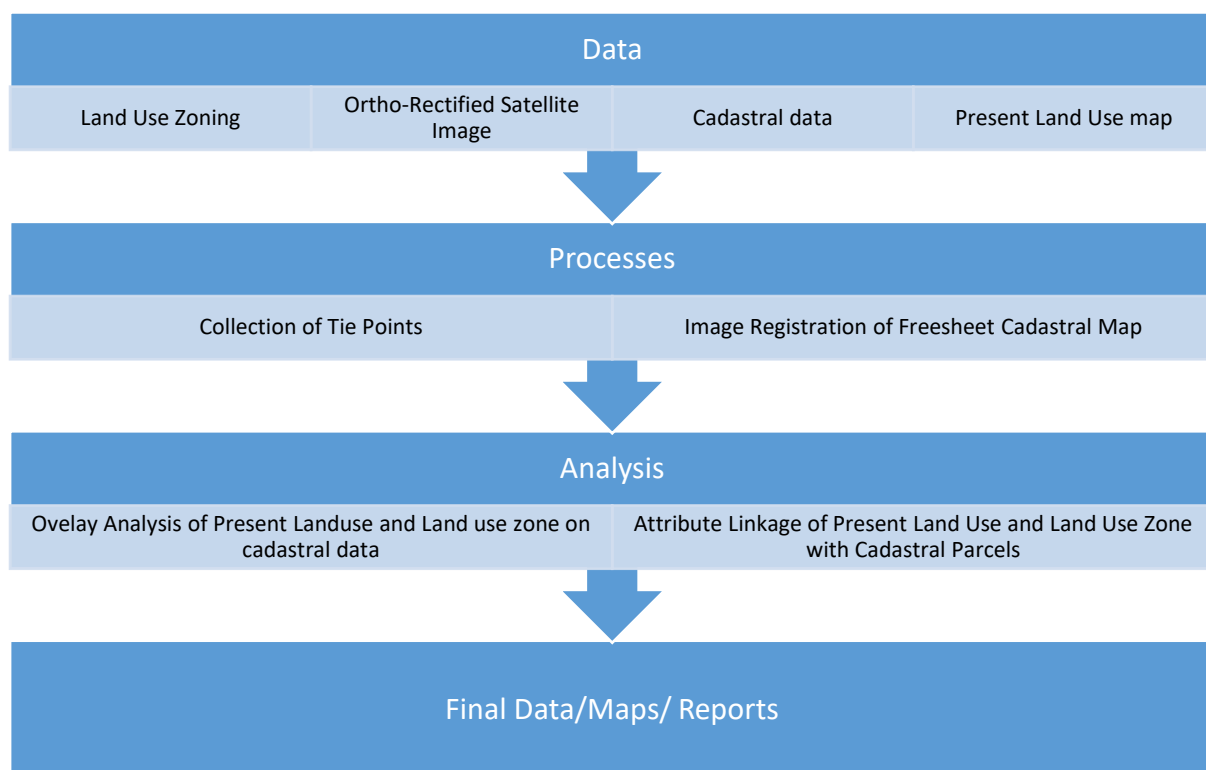 Data
Land Use Zoning
Ortho-Rectified Satellite
Image
Cadastral data
Present Land Use map
Processes
Collection of Tie Points
Image Registration of Freesheet Cadastral Map
Analysis
Ovelay Analysis of Present Landuse and Land use zone on
cadastral data
Attribute Linkage of Present Land Use and Land Use Zone
with Cadastral Parcels
Final Data/Maps/ Reports